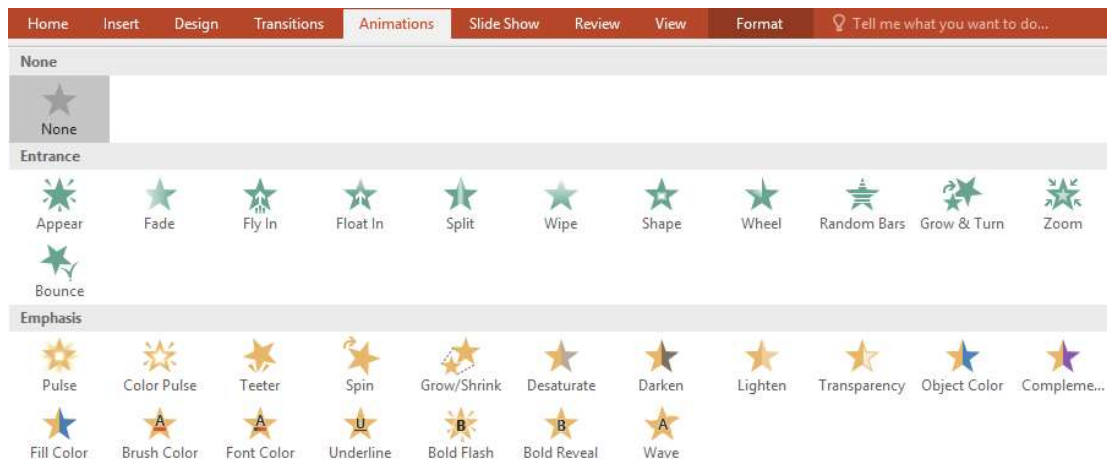 Home Insert Design Transitions Animations Slide Show Review View Format Tell me what you want to do...
None
None
Entrance
Appear Fade Fly In Float In Split Wipe Shape Wheel Random Bars Grow & Turn Zoom
Bounce
Emphasis
Pulse Color Pulse Teeter Spin Grow/Shrink Desaturate Darken Lighten Transparency Object Color Compleme...
Fill Color Brush Color Font Color Underline Bold Flash Bold Reveal Wave